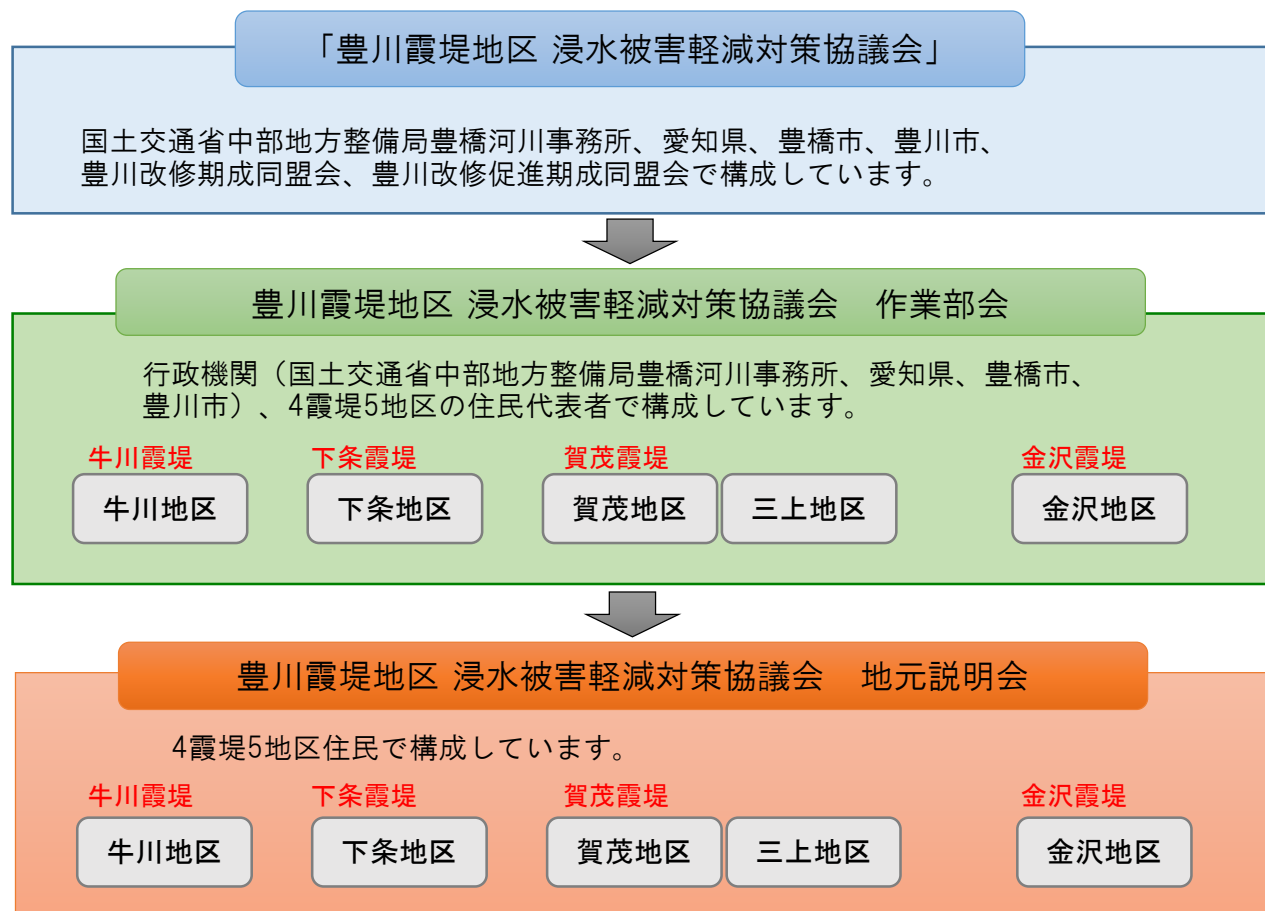 「豊川霞堤地区 浸水被害軽減対策協議会」
国土交通省中部地方整備局豊橋河川事務所、愛知県、豊橋市、豊川市、
豊川改修期成同盟会、豊川改修促進期成同盟会で構成しています。
豊川霞堤地区 浸水被害軽減対策協議会　作業部会
行政機関（国土交通省中部地方整備局豊橋河川事務所、愛知県、豊橋市、
豊川市）、4霞堤5地区の住民代表者で構成しています。
牛川霞堤 下条霞堤 賀茂霞堤 金沢霞堤
牛川地区 下条地区 賀茂地区 三上地区 金沢地区
豊川霞堤地区 浸水被害軽減対策協議会　地元説明会
4霞堤5地区住民で構成しています。
牛川霞堤 下条霞堤 賀茂霞堤 金沢霞堤
牛川地区 下条地区 賀茂地区 三上地区 金沢地区